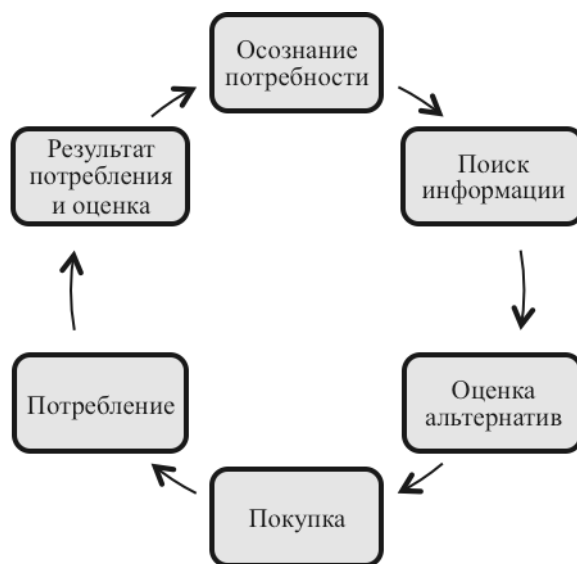 Осознание
потребности
Поиск
информации
Оценка
альтернатив
Покупка
Потребление
Результат
потребления
и оценка